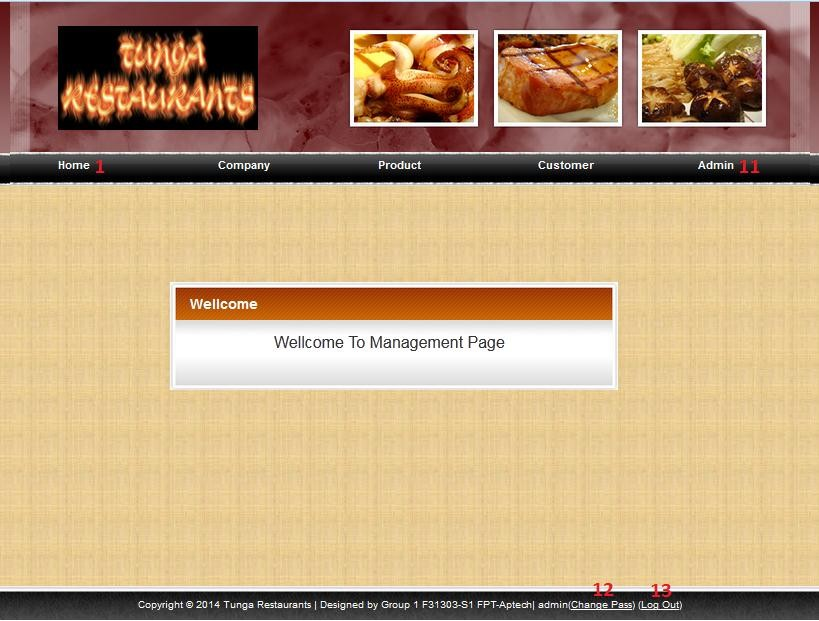 TUNGA
RESTAURANTS
Home 1 Company Product Customer Admin 11
Wellcome
Wellcome To Management Page
12 13
Copyright © 2014 Tunga Restaurants | Designed by Group 1 F31303-S1 FPT-Aptech| admin(Change Pass) (Log Out)